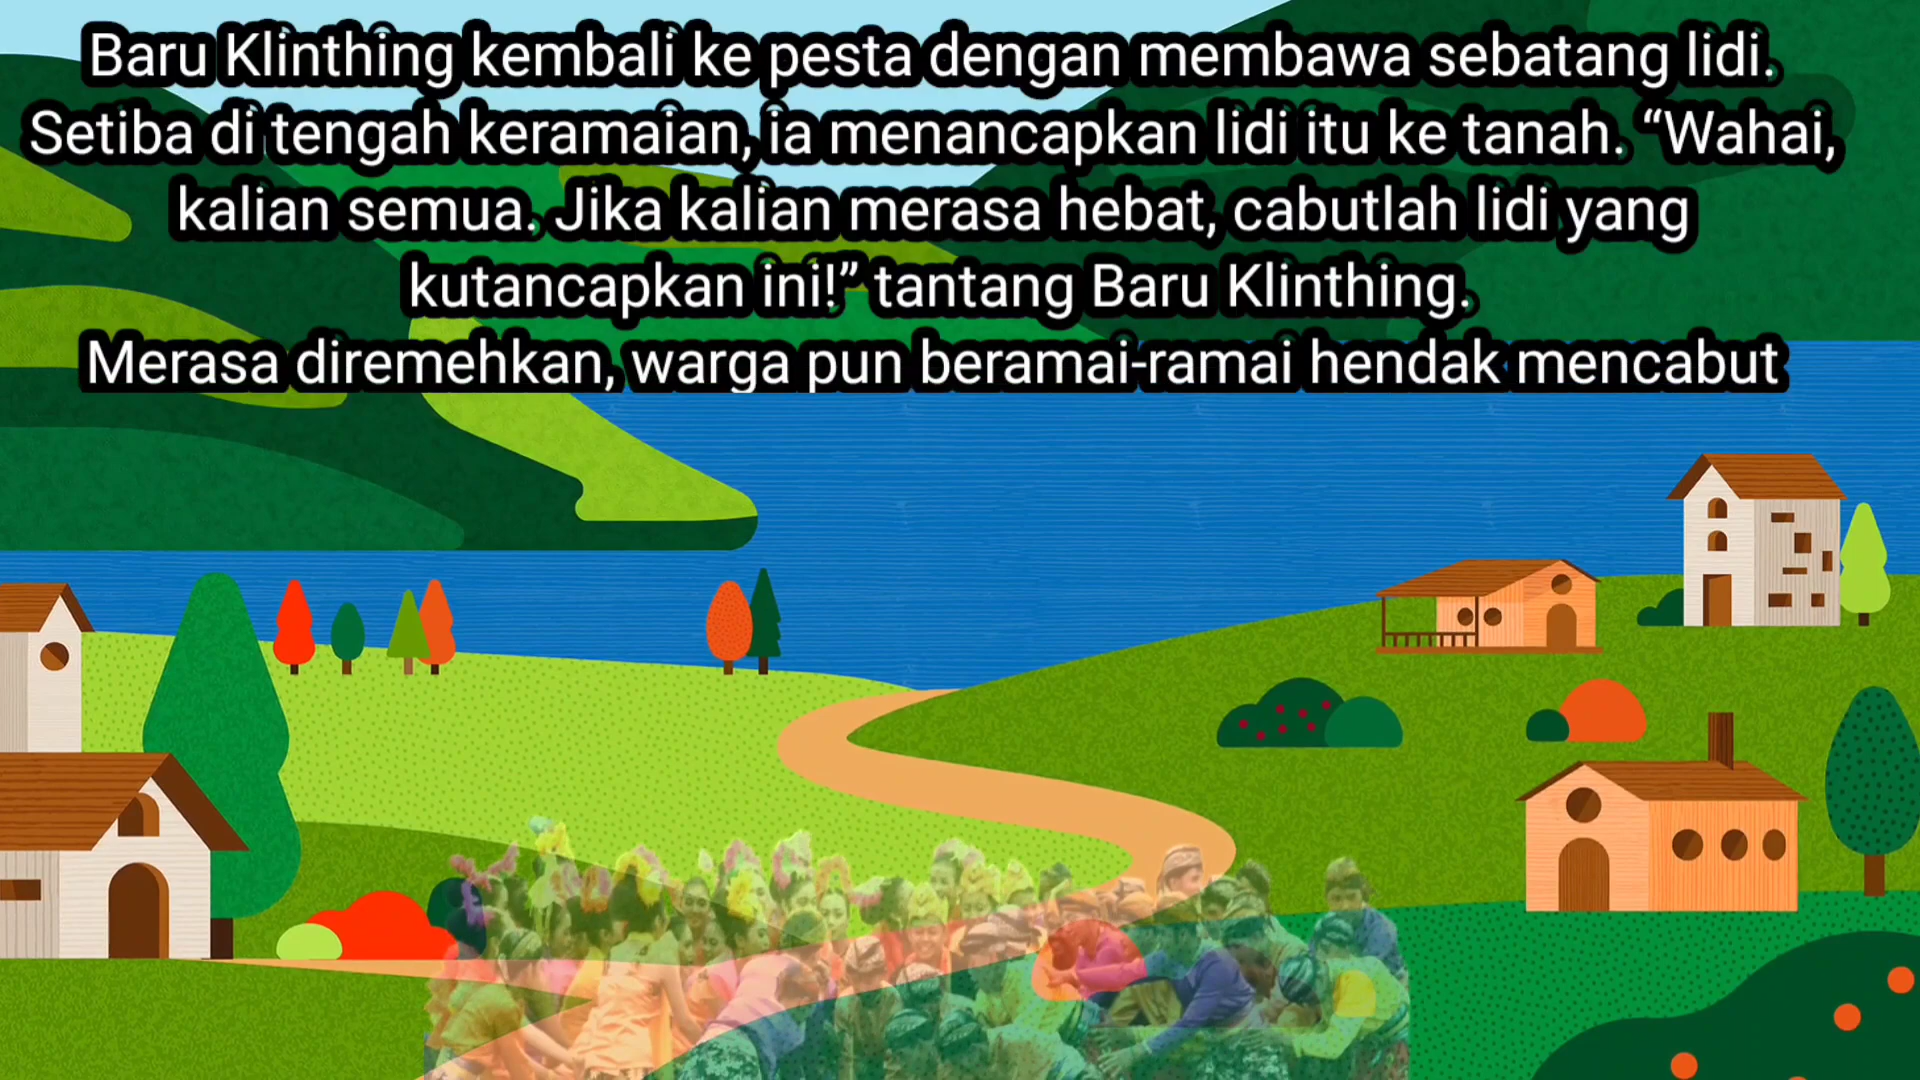 Baru Klinthing kembali ke pesta dengan membawa sebatang lidi.
Setiba di tengah keramaian, ia menancapkan lidi itu ke tanah. “Wahai,
kalian semua. Jika kalian merasa hebat, cabutlah lidi yang
kutancapkan ini!” tantang Baru Klinthing.
Merasa diremehkan, warga pun beramai-ramai hendak mencabut